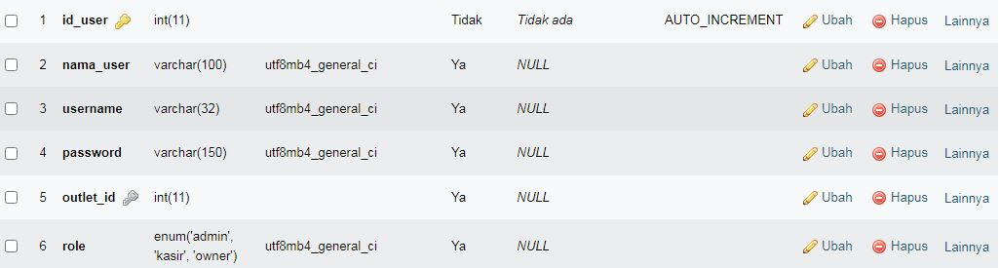 1 id_user int(11) Tidak Tidak ada AUTO_INCREMENT Ubah Hapus Lainnya
2 nama_user varchar(100) utf8mb4_general_ci Ya NULL Ubah Hapus Lainnya
3 username varchar(32) utf8mb4_general_ci Ya NULL Ubah Hapus Lainnya
4 password varchar(150) utf8mb4_general_ci Ya NULL Ubah Hapus Lainnya
5 outlet_id int(11) Ya NULL Ubah Hapus Lainnya
6 role enum('admin', 'kasir', 'owner') utf8mb4_general_ci Ya NULL Ubah Hapus Lainnya